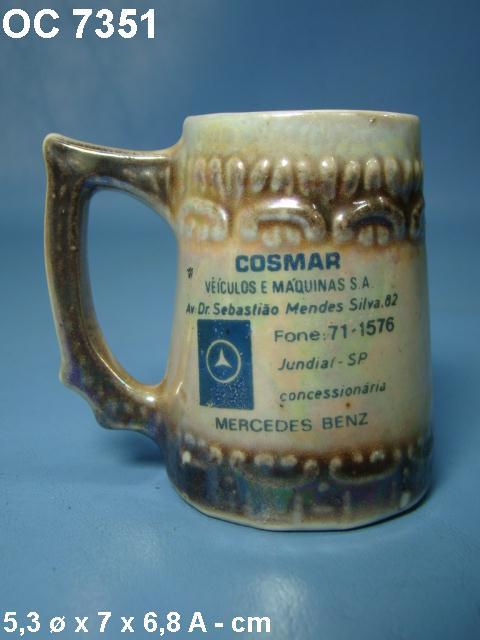 OC 7351
COSMAR
VEÍCULOS E MÁQUINAS S.A.
Av. Dr. Sebastião Mendes Silva. 82
Fone: 71-1576
Jundiaí - SP
concessionária
MERCEDES BENZ
5,3 ø x 7 x 6,8 A - cm